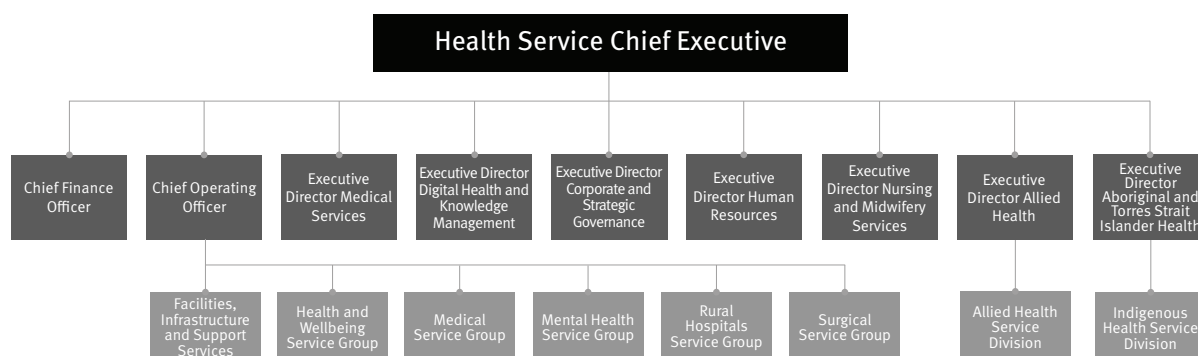 Health Service Chief Executive
Chief Finance
Officer
Chief Operating
Officer
Executive
Director Medical
Services
Executive Director
Digital Health and
Knowledge
Management
Executive Director
Corporate and
Strategic
Governance
Executive
Director Human
Resources
Executive
Director Nursing
and Midwifery
Services
Executive
Director Allied
Health
Executive
Director
Aboriginal and
Torres Strait
Islander Health
Facilities,
Infrastructure
and Support
Services
Health and
Wellbeing
Service Group
Medical
Service Group
Mental Health
Service Group
Rural
Hospitals
Service Group
Surgical
Service Group
Allied Health
Service
Division
Indigenous
Health Service
Division